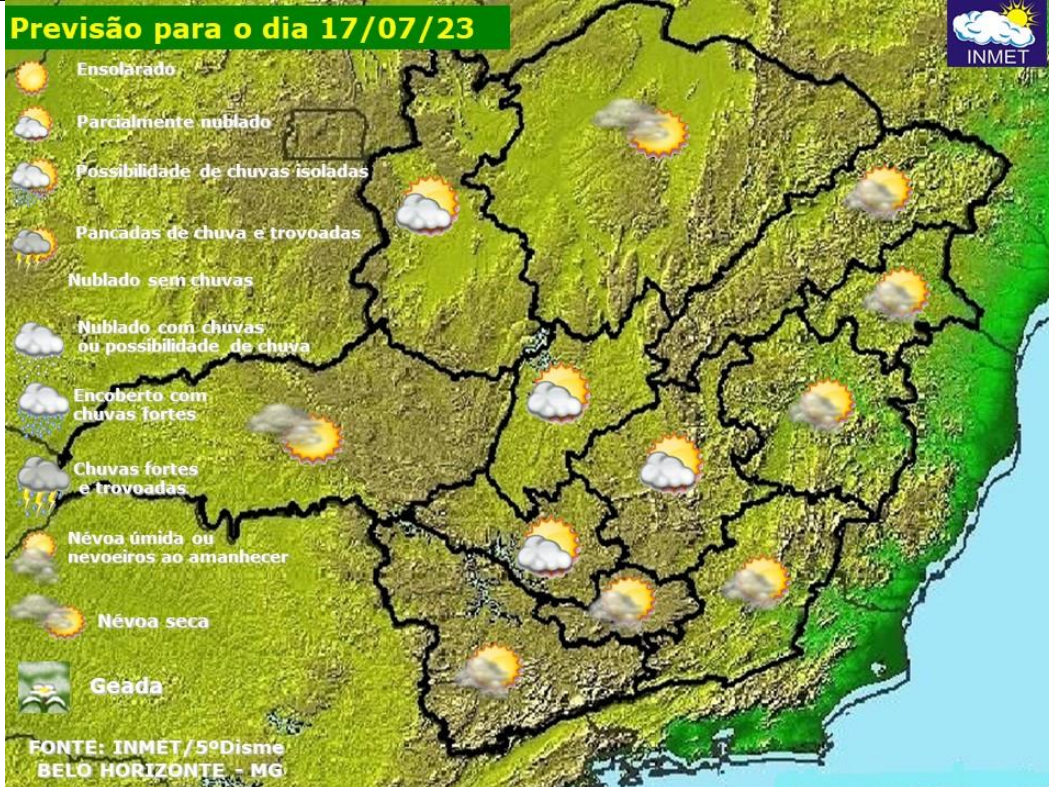 Previsão para o dia 17/07/23
INMET
Ensolarado
Parcialmente nublado
Possibilidade de chuvas isoladas
Pancadas de chuva e trovoadas
Nublado sem chuvas
Nublado com chuvas
ou possibilidade de chuva
Encoberto com
chuvas fortes
Chuvas fortes
e trovoadas
Névoa úmida ou
nevoeiros ao amanhecer
Névoa seca
Geada
FONTE: INMET/5ºDisme
BELO HORIZONTE - MG